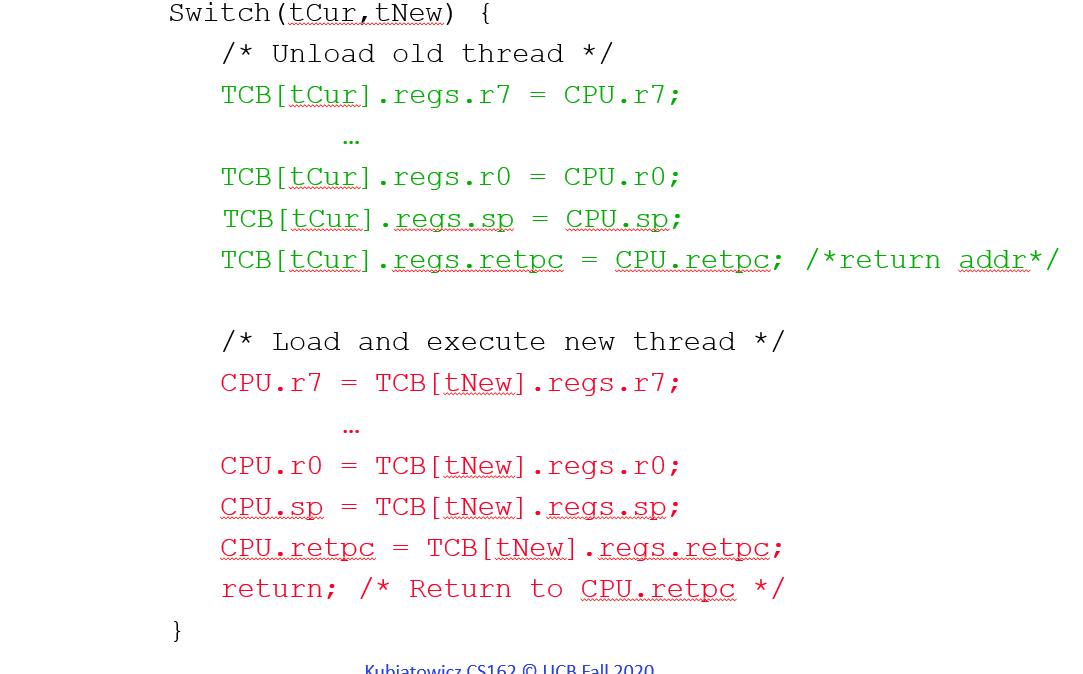 Switch(tCur,tNew) {
/* Unload old thread */
TCB[tCur].regs.r7 = CPU.r7;
…
TCB[tCur].regs.r0 = CPU.r0;
TCB[tCur].regs.sp = CPU.sp;
TCB[tCur].regs.retpc = CPU.retpc; /*return addr*/
/* Load and execute new thread */
CPU.r7 = TCB[tNew].regs.r7;
…
CPU.r0 = TCB[tNew].regs.r0;
CPU.sp = TCB[tNew].regs.sp;
CPU.retpc = TCB[tNew].regs.retpc;
return; /* Return to CPU.retpc */
}
Kubiatowicz CS162 © UCB Fall 2020